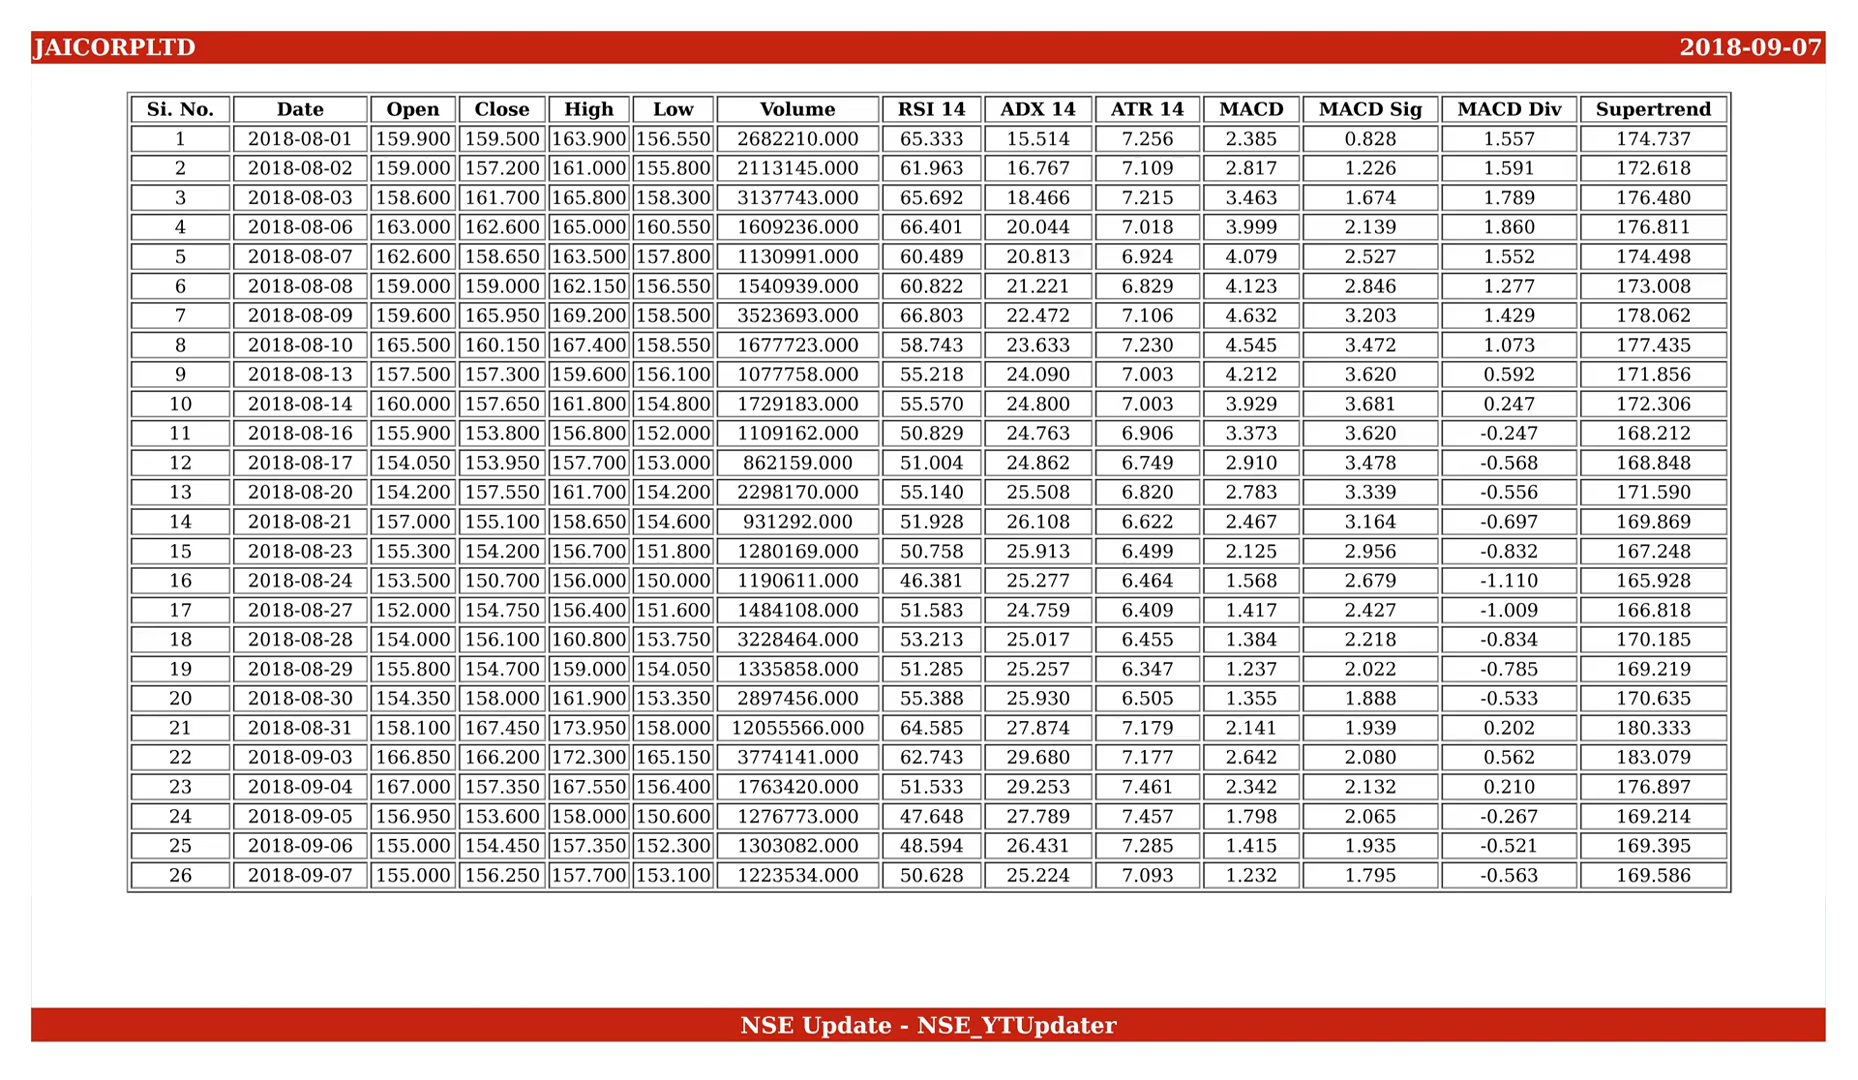 JAICORPLTD 2018-09-07
Si. No. Date Open Close High Low Volume RSI 14 ADX 14 ATR 14 MACD MACD Sig MACD Div Supertrend
1 2018-08-01 159.900 159.500 163.900 156.550 2682210.000 65.333 15.514 7.256 2.385 0.828 1.557 174.737
2 2018-08-02 159.000 157.200 161.000 155.800 2113145.000 61.963 16.767 7.109 2.817 1.226 1.591 172.618
3 2018-08-03 158.600 161.700 165.800 158.300 3137743.000 65.692 18.466 7.215 3.463 1.674 1.789 176.480
4 2018-08-06 163.000 162.600 165.000 160.550 1609236.000 66.401 20.044 7.018 3.999 2.139 1.860 176.811
5 2018-08-07 162.600 158.650 163.500 157.800 1130991.000 60.489 20.813 6.924 4.079 2.527 1.552 174.498
6 2018-08-08 159.000 159.000 162.150 156.550 1540939.000 60.822 21.221 6.829 4.123 2.846 1.277 173.008
7 2018-08-09 159.600 165.950 169.200 158.500 3523693.000 66.803 22.472 7.106 4.632 3.203 1.429 178.062
8 2018-08-10 165.500 160.150 167.400 158.550 1677723.000 58.743 23.633 7.230 4.545 3.472 1.073 177.435
9 2018-08-13 157.500 157.300 159.600 156.100 1077758.000 55.218 24.090 7.003 4.212 3.620 0.592 171.856
10 2018-08-14 160.000 157.650 161.800 154.800 1729183.000 55.570 24.800 7.003 3.929 3.681 0.247 172.306
11 2018-08-16 155.900 153.800 156.800 152.000 1109162.000 50.829 24.763 6.906 3.373 3.620 -0.247 168.212
12 2018-08-17 154.050 153.950 157.700 153.000 862159.000 51.004 24.862 6.749 2.910 3.478 -0.568 168.848
13 2018-08-20 154.200 157.550 161.700 154.200 2298170.000 55.140 25.508 6.820 2.783 3.339 -0.556 171.590
14 2018-08-21 157.000 155.100 158.650 154.600 931292.000 51.928 26.108 6.622 2.467 3.164 -0.697 169.869
15 2018-08-23 155.300 154.200 156.700 151.800 1280169.000 50.758 25.913 6.499 2.125 2.956 -0.832 167.248
16 2018-08-24 153.500 150.700 156.000 150.000 1190611.000 46.381 25.277 6.464 1.568 2.679 -1.110 165.928
17 2018-08-27 152.000 154.750 156.400 151.600 1484108.000 51.583 24.759 6.409 1.417 2.427 -1.009 166.818
18 2018-08-28 154.000 156.100 160.800 153.750 3228464.000 53.213 25.017 6.455 1.384 2.218 -0.834 170.185
19 2018-08-29 155.800 154.700 159.000 154.050 1335858.000 51.285 25.257 6.347 1.237 2.022 -0.785 169.219
20 2018-08-30 154.350 158.000 161.900 153.350 2897456.000 55.388 25.930 6.505 1.355 1.888 -0.533 170.635
21 2018-08-31 158.100 167.450 173.950 158.000 12055566.000 64.585 27.874 7.179 2.141 1.939 0.202 180.333
22 2018-09-03 166.850 166.200 172.300 165.150 3774141.000 62.743 29.680 7.177 2.642 2.080 0.562 183.079
23 2018-09-04 167.000 157.350 167.550 156.400 1763420.000 51.533 29.253 7.461 2.342 2.132 0.210 176.897
24 2018-09-05 156.950 153.600 158.000 150.600 1276773.000 47.648 27.789 7.457 1.798 2.065 -0.267 169.214
25 2018-09-06 155.000 154.450 157.350 152.300 1303082.000 48.594 26.431 7.285 1.415 1.935 -0.521 169.395
26 2018-09-07 155.000 156.250 157.700 153.100 1223534.000 50.628 25.224 7.093 1.232 1.795 -0.563 169.586
NSE Update - NSE_YTUpdater